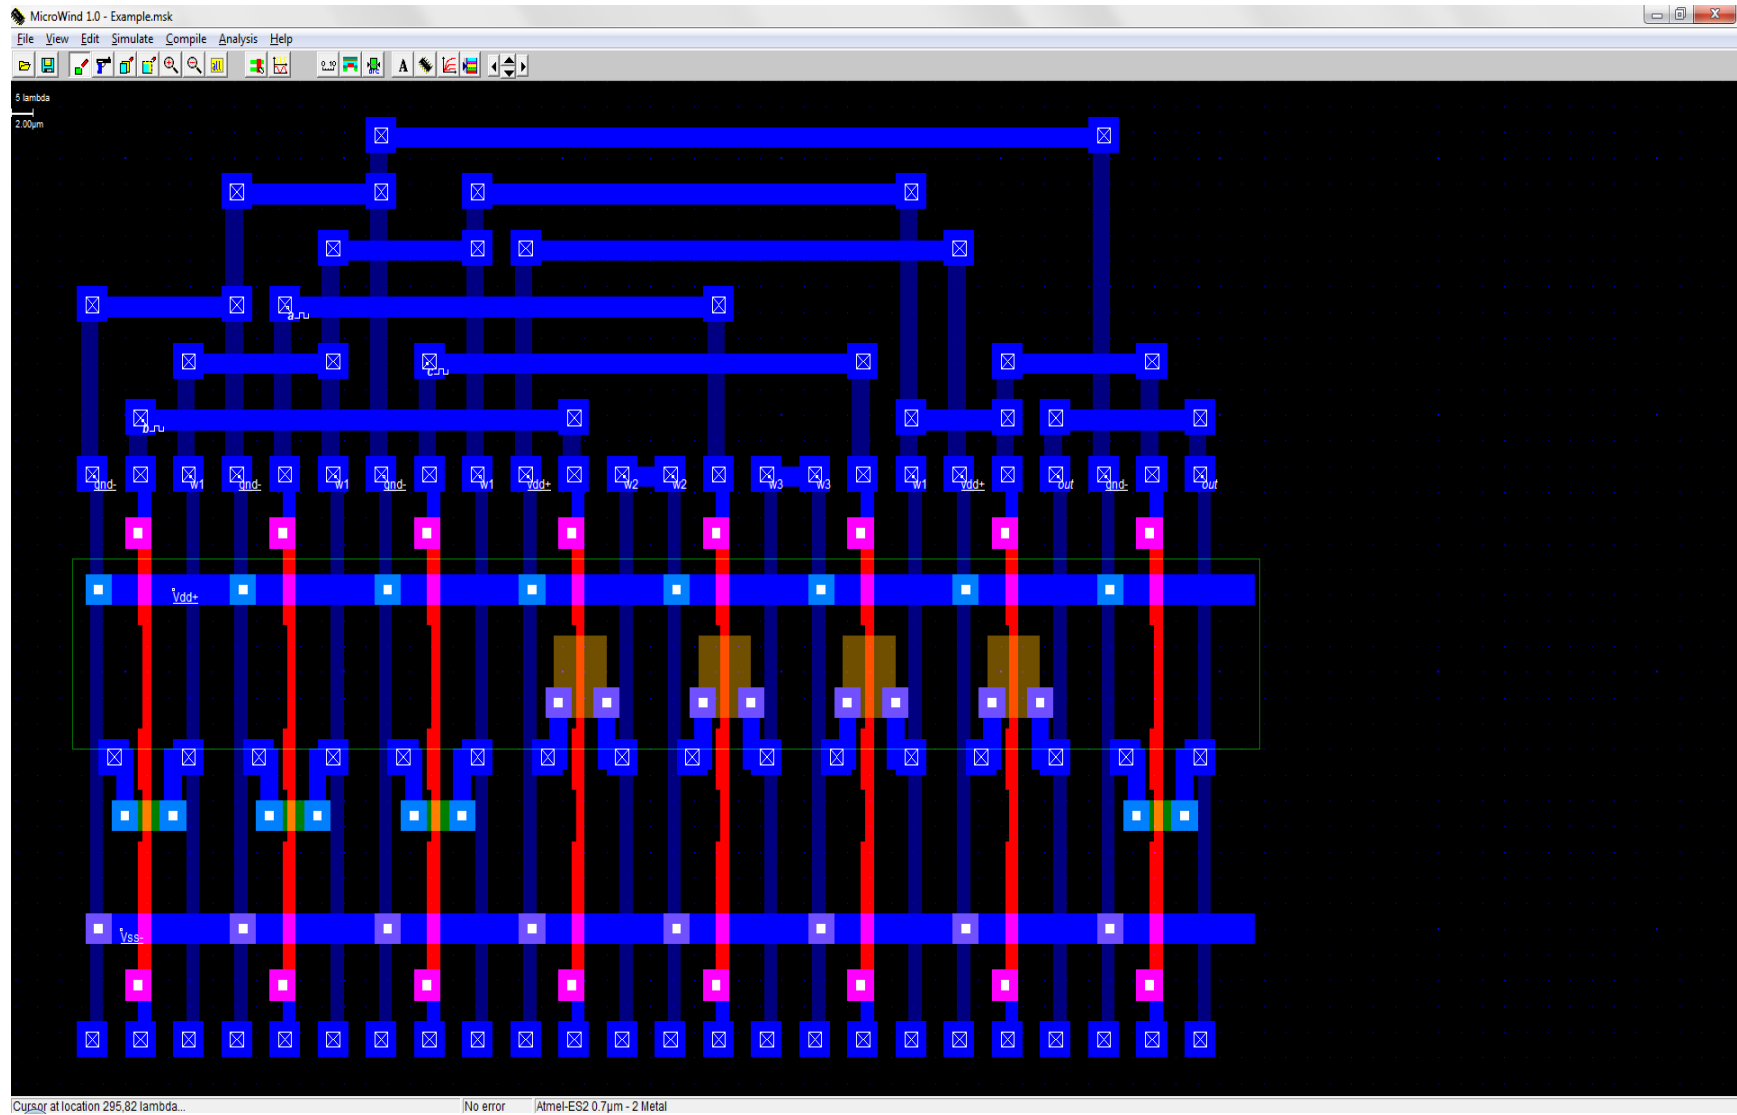 MicroWind 1.0 - Example.msk
File View Edit Simulate Compile Analysis Help
5 lambda
2.00µm
a
c
b
gnd- w1 gnd- w1 gnd- w1 vdd+ w2 w2 w3 w3 w1 vdd+ out gnd- out
Vdd+
Vss-
Cursor at location 295,82 lambda... No error Atmel-ES2 0.7µm - 2 Metal